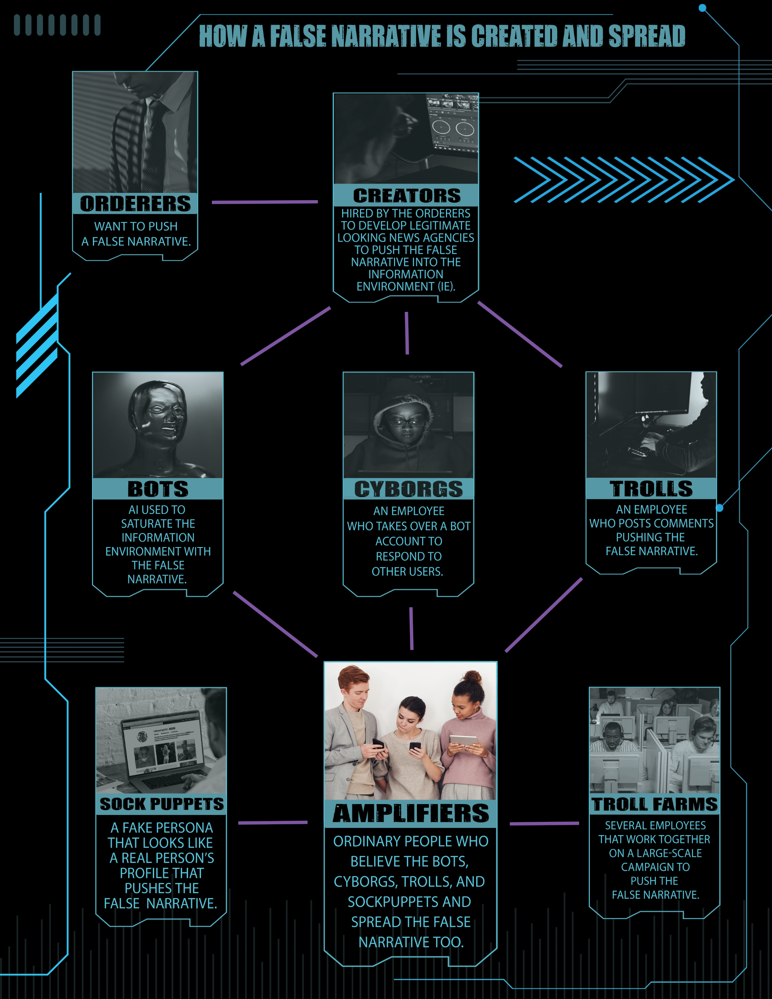 HOW A FALSE NARRATIVE IS CREATED AND SPREAD
ORDERERS
WANT TO PUSH
A FALSE NARRATIVE.
CREATORS
HIRED BY THE ORDERERS
TO DEVELOP LEGITIMATE
LOOKING NEWS AGENCIES
TO PUSH THE FALSE
NARRATIVE INTO THE
INFORMATION
ENVIRONMENT (IE).
BOTS
AI USED TO
SATURATE THE
INFORMATION
ENVIRONMENT WITH
THE FALSE
NARRATIVE.
CYBORGS
AN EMPLOYEE
WHO TAKES OVER A BOT
ACCOUNT TO
RESPOND TO
OTHER USERS.
TROLLS
AN EMPLOYEE
WHO POSTS COMMENTS
PUSHING THE
FALSE NARRATIVE.
SOCK PUPPETS
A FAKE PERSONA
THAT LOOKS LIKE
A REAL PERSON'S
PROFILE THAT
PUSHES THE
FALSE NARRATIVE.
AMPLIFIERS
ORDINARY PEOPLE WHO
BELIEVE THE BOTS,
CYBORGS, TROLLS, AND
SOCKPUPPETS AND
SPREAD THE FALSE
NARRATIVE TOO.
TROLL FARMS
SEVERAL EMPLOYEES
THAT WORK TOGETHER
ON A LARGE-SCALE
CAMPAIGN TO
PUSH THE
FALSE NARRATIVE.